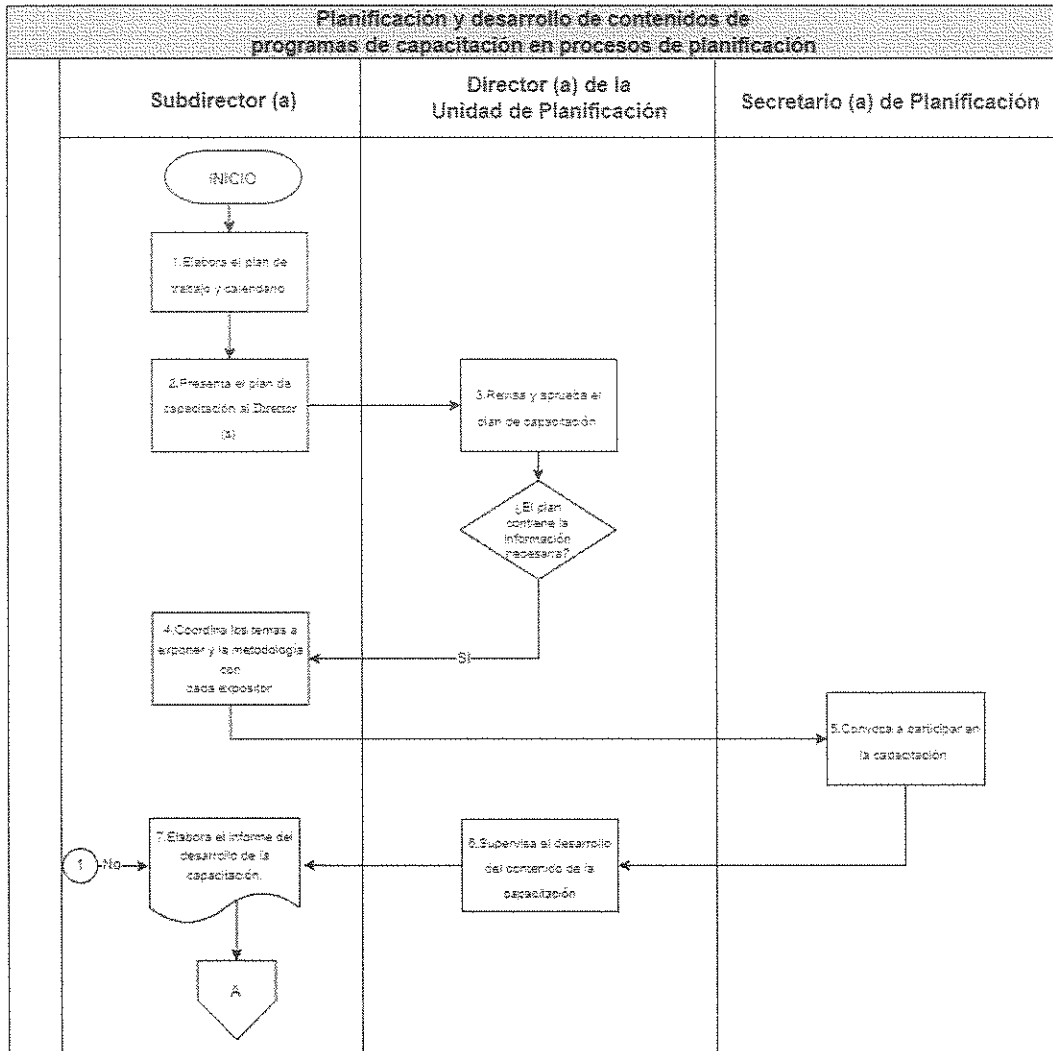 Planificación y desarrollo de contenidos de
programas de capacitación en procesos de planificación
Subdirector (a)
Director (a) de la
Unidad de Planificación
Secretario (a) de Planificación
INICIO
1.Elabora el plan de
trabajo y calendario
2.Presenta el plan de
capacitación al Director
(a)
3.Revisa y aprueba el
plan de capacitación
¿El plan
contiene la
información
necesaria?
4.Coordina los temas a
exponer y la metodología
con
cada expositor
SI
5.Convoca a participar en
la capacitación
1
No
7.Elabora el informe del
desarrollo de la
capacitación.
6.Supervisa el desarrollo
del contenido de la
capacitación
A